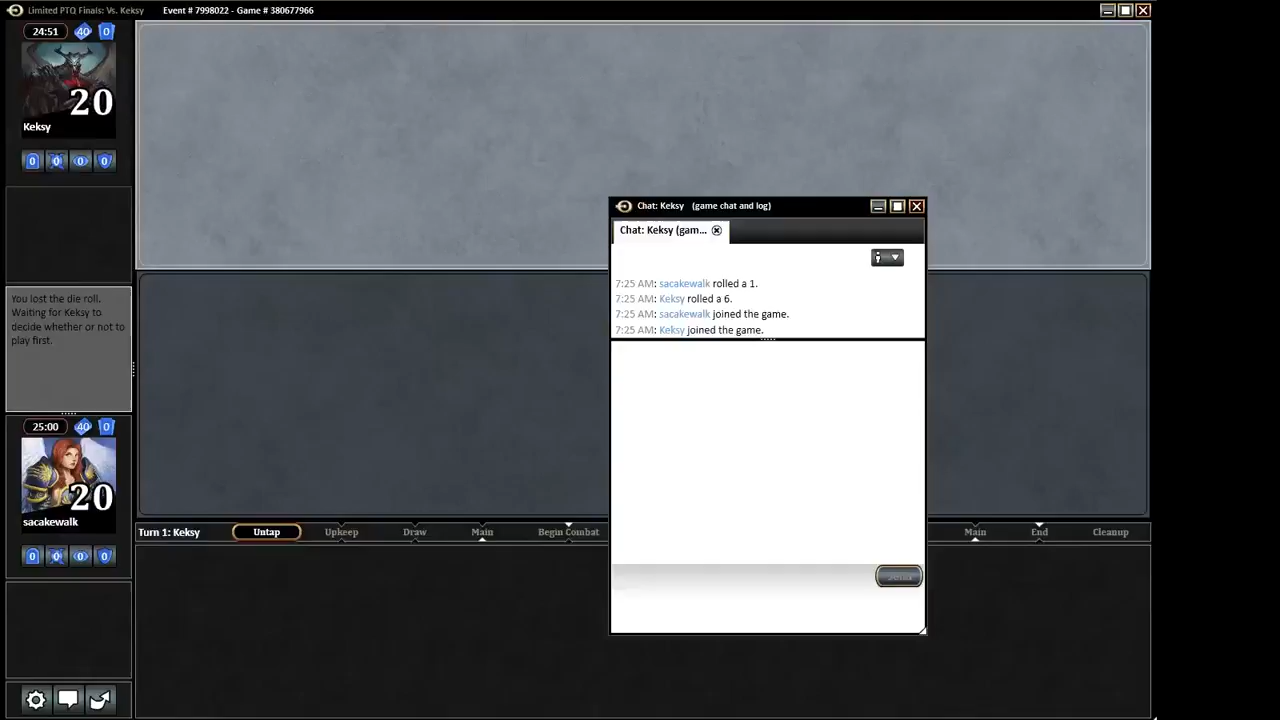 Limited PTQ Finals: Vs. Keksy Event # 7998022 - Game # 380677966
24:51 40 0
20
Keksy
0 0 0 0
You lost the die roll.
Waiting for Keksy to
decide whether or not to
play first.
25:00 40 0
20
sacakewalk
0 0 0 0
Chat: Keksy (game chat and log)
Chat: Keksy (gam...
7:25 AM: sacakewalk rolled a 1.
7:25 AM: Keksy rolled a 6.
7:25 AM: sacakewalk joined the game.
7:25 AM: Keksy joined the game.
Send
Turn 1: Keksy Untap Upkeep Draw Main Begin Combat Main End Cleanup